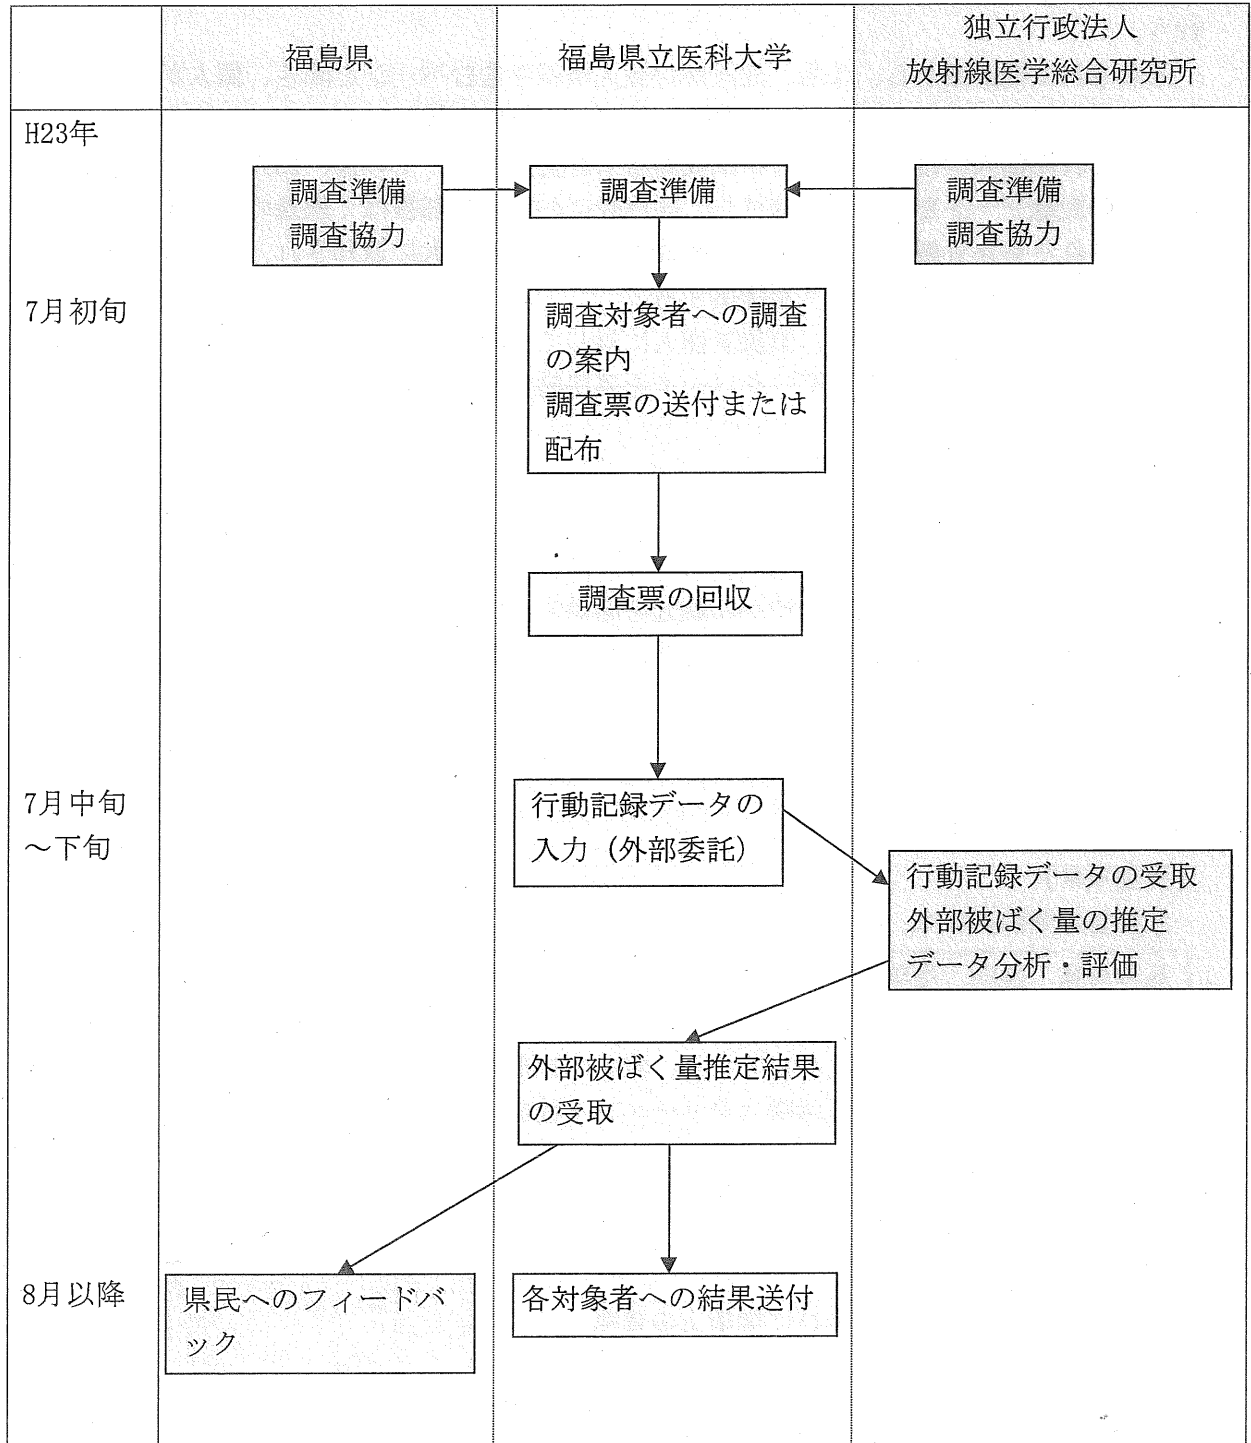 福島県
福島県立医科大学
独立行政法人
放射線医学総合研究所
H23年
調査準備
調査協力
調査準備
調査準備
調査協力
7月初旬
調査対象者への調査
の案内
調査票の送付または
配布
調査票の回収
7月中旬
～下旬
行動記録データの
入力（外部委託）
行動記録データの受取
外部被ばく量の推定
データ分析・評価
外部被ばく量推定結果
の受取
8月以降
県民へのフィードバ
ック
各対象者への結果送付